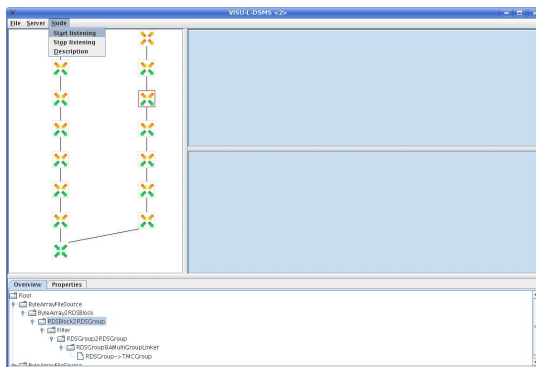 VISU-L-DSMS <2>
File Server Node
Start listening
Stop listening
Description
Overview Properties
Root
ByteArrayFileSource
ByteArray2RDSBlock
RDSBlock2RDSGroup
Filter
RDSGroup2RDSGroup
RDSGroup8AMultiGroupLinker
RDSGroup->TMCGroup
ByteArrayFileSource